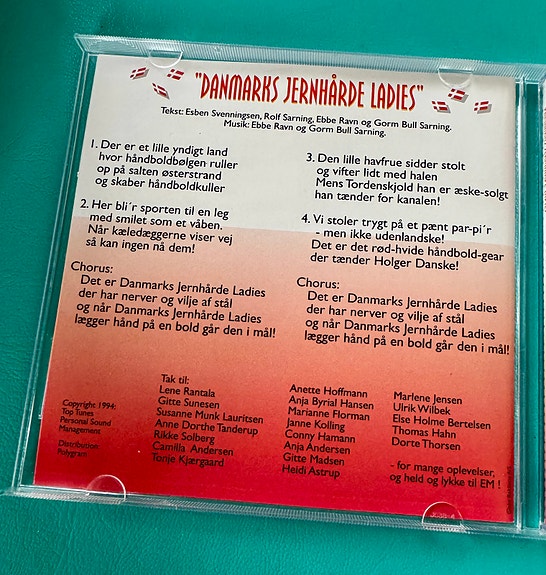 "DANMARKS JERNHÅRDE LADIES"
Tekst: Esben Svenningsen, Rolf Sarning, Ebbe Ravn og Gorm Bull Sarning.
Musik: Ebbe Ravn og Gorm Bull Sarning.
1. Der er et lille yndigt land
hvor håndboldbølgen ruller
op på salten østerstrand
og skaber håndboldkuller
2. Her bli´r sporten til en leg
med smilet som et våben.
Når kæledæggerne viser vej
så kan ingen nå dem!
Chorus:
Det er Danmarks Jernhårde Ladies
der har nerver og vilje af stål
og når Danmarks Jernhårde Ladies
lægger hånd på en bold går den i mål!
3. Den lille havfrue sidder stolt
og vifter lidt med halen
Mens Tordenskjold han er æske-solgt
han tænder for kanalen!
4. Vi stoler trygt på et pænt par-pi´r
- men ikke udenlandske!
Det er det rød-hvide håndbold-gear
der tænder Holger Danske!
Chorus:
Det er Danmarks Jernhårde Ladies
der har nerver og vilje af stål
og når Danmarks Jernhårde Ladies
lægger hånd på en bold går den i mål!
Copyright 1994:
Top Tunes
Personal Sound
Management
Distribution
Polygram
Tak til:
Lene Rantala
Gitte Sunesen
Susanne Munk Lauritsen
Anne Dorthe Tanderup
Rikke Solberg
Camilla Andersen
Tonje Kjærgaard
Anette Hoffmann
Anja Byrial Hansen
Marianne Florman
Janne Kolling
Conny Hamann
Anja Andersen
Gitte Madsen
Heidi Astrup
Marlene Jensen
Ulrik Wilbek
Else Holme Bertelsen
Thomas Hahn
Dorte Thorsen
- for mange oplevelser,
og held og lykke til EM !